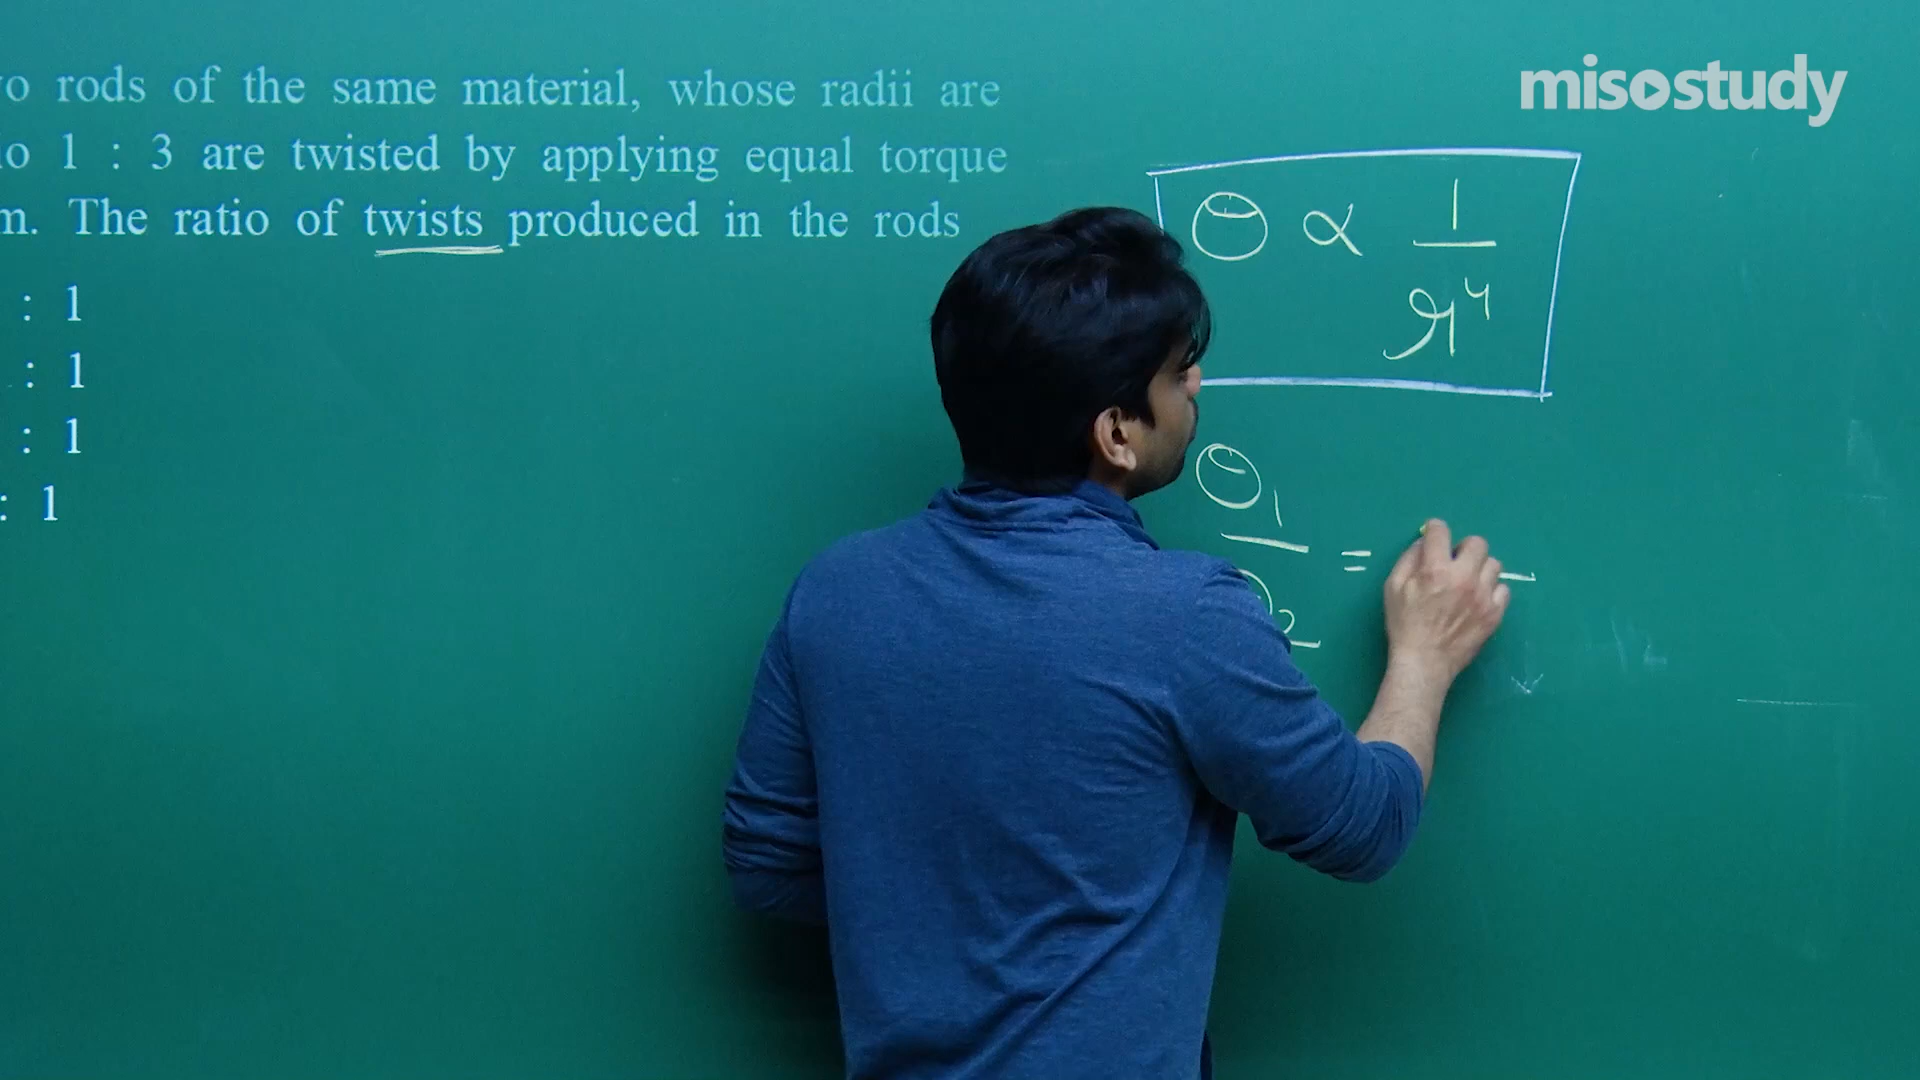 misostudy
rods of the same material, whose radii are
1 : 3 are twisted by applying equal torque
The ratio of twists produced in the rods
: 1
: 1
: 1
: 1
Θ ∝ 1
r⁴
Θ₁
=
2